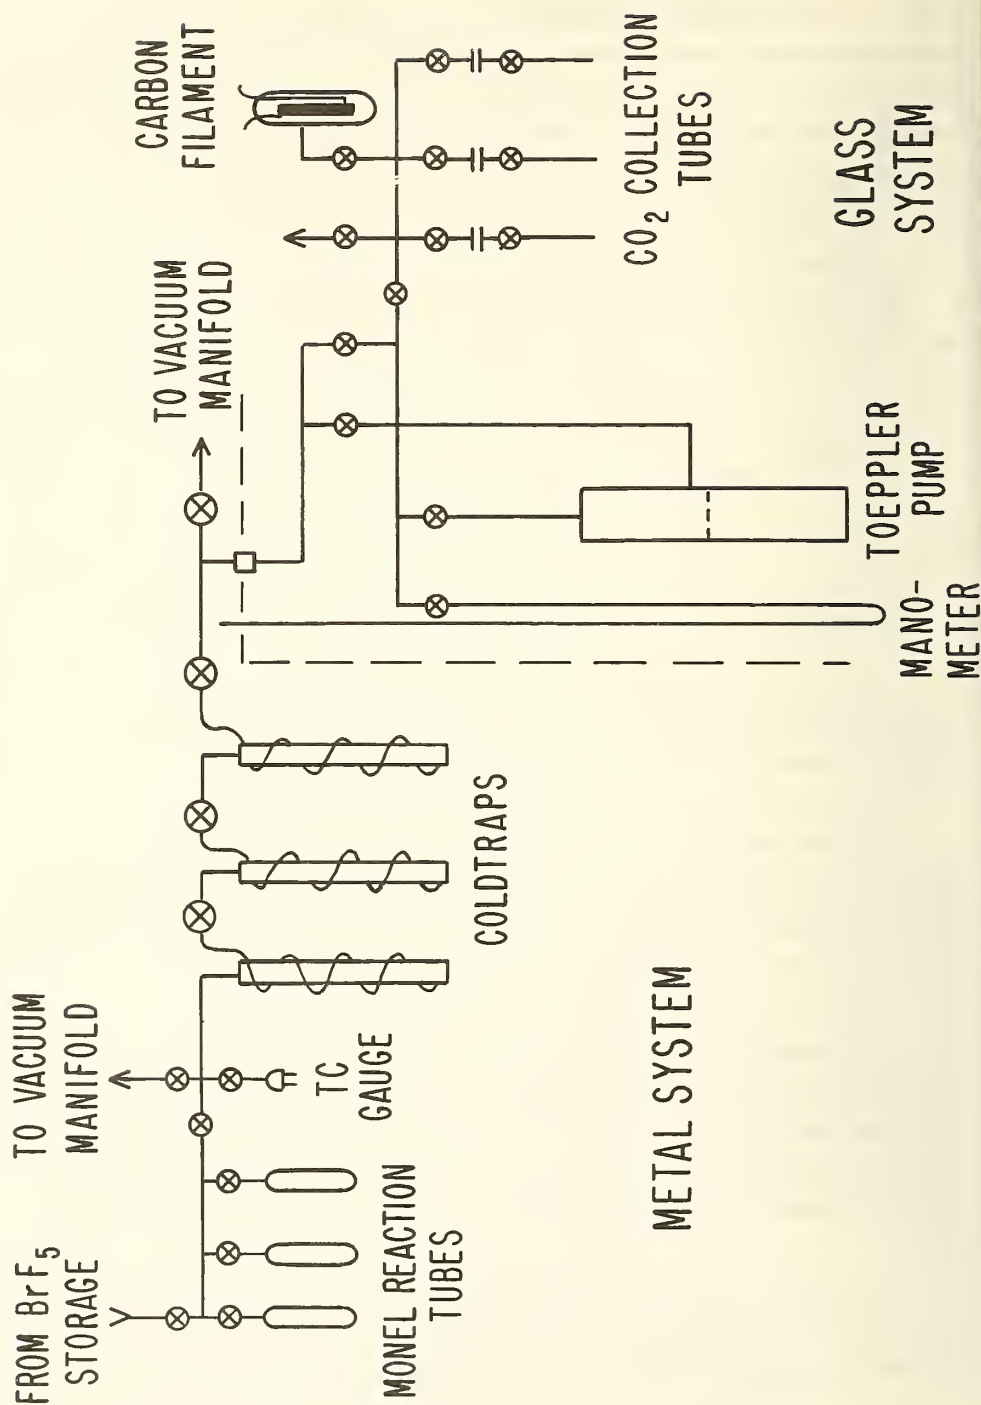 FROM BrF5
STORAGE
TO VACUUM
MANIFOLD
TO VACUUM
MANIFOLD
CARBON
FILAMENT
MONEL REACTION
TUBES
TC
GAUGE
COLDTRAPS
MANO-
METER
TOEPPLER
PUMP
CO2 COLLECTION
TUBES
METAL SYSTEM
GLASS
SYSTEM